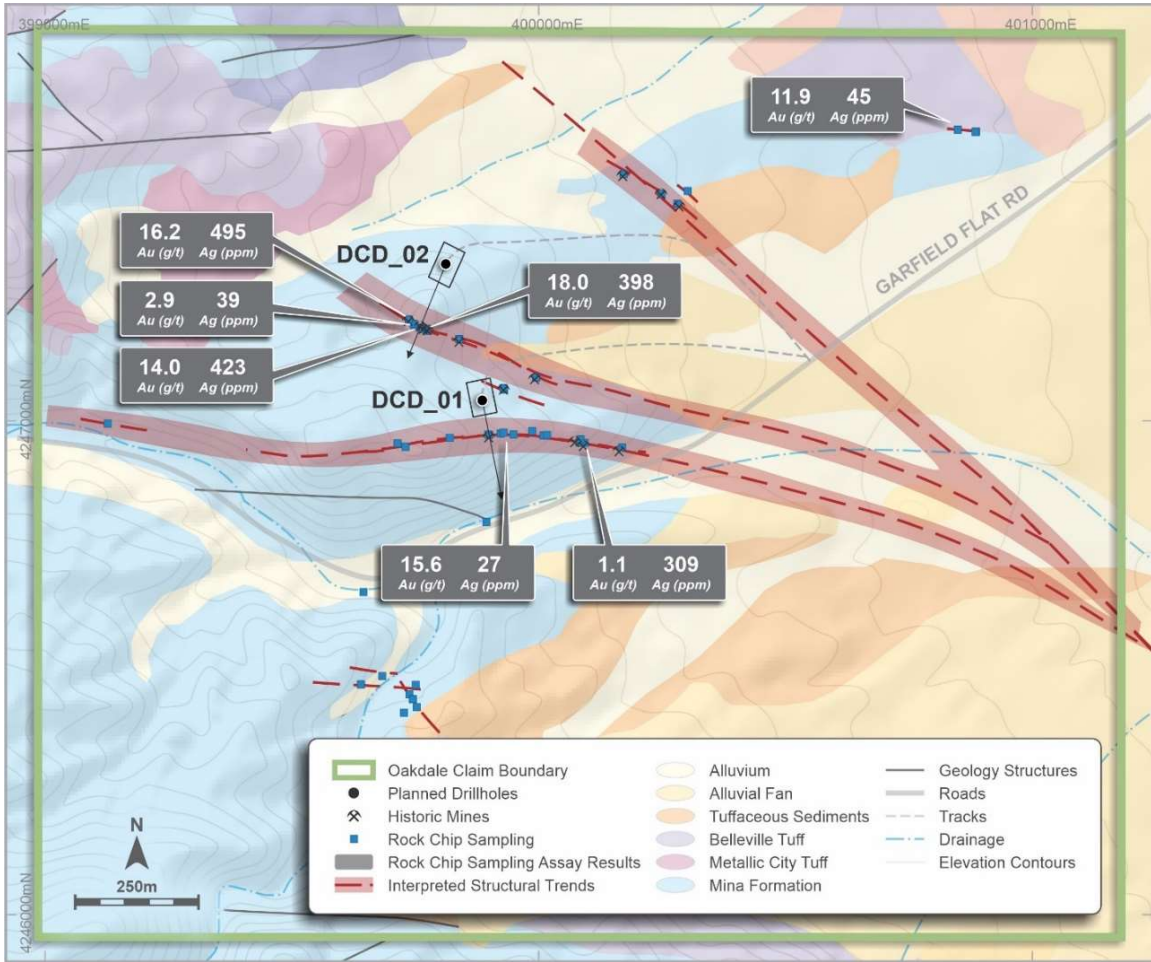 399000mE 400000mE 401000mE
11.9 45
Au (g/t) Ag (ppm)
GARFIELD FLAT RD
16.2 495
Au (g/t) Ag (ppm)
DCD_02
2.9 39
Au (g/t) Ag (ppm)
18.0 398
Au (g/t) Ag (ppm)
14.0 423
Au (g/t) Ag (ppm)
DCD_01
4247000mN
15.6 27
Au (g/t) Ag (ppm)
1.1 309
Au (g/t) Ag (ppm)
N
250m
4246000mN
Oakdale Claim Boundary
Planned Drillholes
Historic Mines
Rock Chip Sampling
Rock Chip Sampling Assay Results
Interpreted Structural Trends
Alluvium
Alluvial Fan
Tuffaceous Sediments
Belleville Tuff
Metallic City Tuff
Mina Formation
Geology Structures
Roads
Tracks
Drainage
Elevation Contours